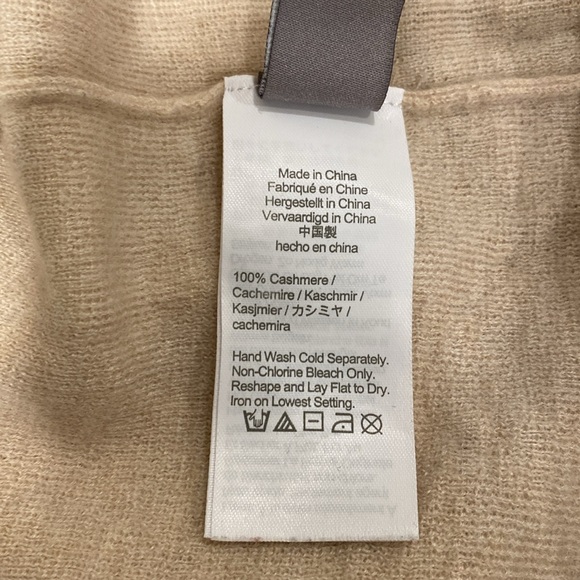 Made in China
Fabriqué en Chine
Hergestellt in China
Vervaardigd in China
中国製
hecho en china
100% Cashmere /
Cachemire / Kaschmir /
Kasjmier / カシミヤ /
cachemira
Hand Wash Cold Separately.
Non-Chlorine Bleach Only.
Reshape and Lay Flat to Dry.
Iron on Lowest Setting.